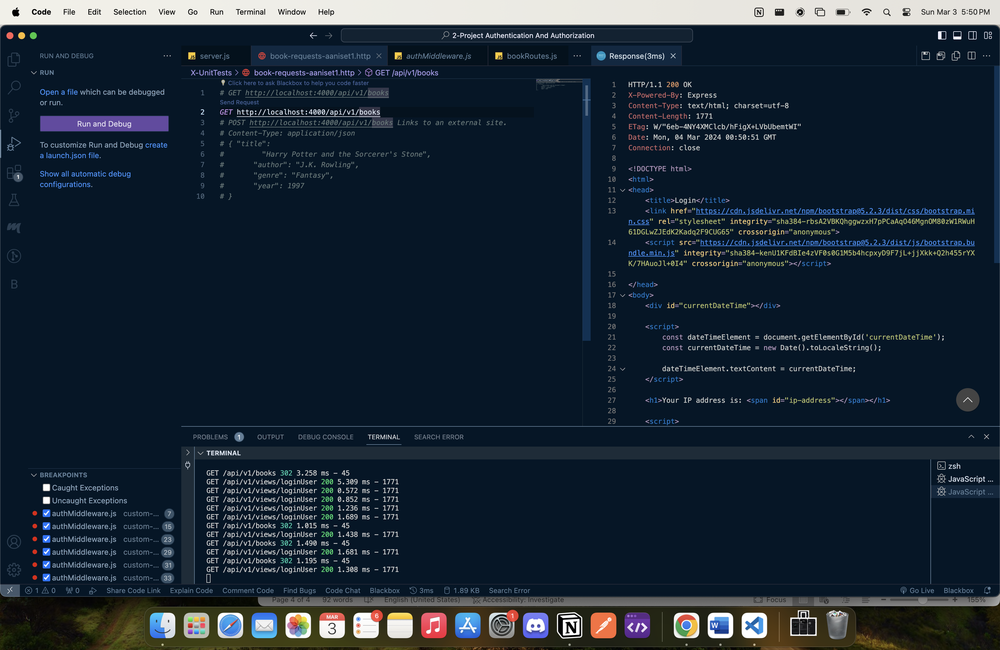 Code File Edit Selection View Go Run Terminal Window Help Sun Mar 3 5:50 PM
2-Project Authentication And Authorization
RUN AND DEBUG
RUN
Open a file which can be debugged
or run.
Run and Debug
To customize Run and Debug create
a launch.json file.
Show all automatic debug
configurations.
1
B
BREAKPOINTS
Caught Exceptions
Uncaught Exceptions
authMiddleware.js custom-... 7
authMiddleware.js custom-... 15
authMiddleware.js custom-... 23
authMiddleware.js custom-... 29
authMiddleware.js custom-... 31
authMiddleware.js custom-... 33
JS server.js book-requests-aaniset1.http JS authMiddleware.js JS bookRoutes.js ... Response(3ms)
X-UnitTests > book-requests-aaniset1.http > GET /api/v1/books
Click here to ask Blackbox to help you code faster
1 # GET http://localhost:4000/api/v1/books
Send Request
2 GET http://localhost:4000/api/v1/books
3 # POST http://localhost:4000/api/v1/books Links to an external site.
4 # Content-Type: application/json
5 # { "title":
6 # "Harry Potter and the Sorcerer's Stone",
7 # "author": "J.K. Rowling",
8 # "genre": "Fantasy",
9 # "year": 1997
10 # }
1 HTTP/1.1 200 OK
2 X-Powered-By: Express
3 Content-Type: text/html; charset=utf-8
4 Content-Length: 1771
5 ETag: W/"6eb-4NY4XMClcb/hFigX+LVbUbemtWI"
6 Date: Mon, 04 Mar 2024 00:50:51 GMT
7 Connection: close
8
9 <!DOCTYPE html>
10 <html>
11 <head>
12 <title>Login</title>
13 <link href="https://cdn.jsdelivr.net/npm/bootstrap@5.2.3/dist/css/bootstrap.mi
n.css" rel="stylesheet" integrity="sha384-rbsA2VBKQhggwzxH7pPCaAqO46MgnOM80zW1RWuH
61DGLwZJEdK2Kadq2F9CUG65" crossorigin="anonymous">
14 <script src="https://cdn.jsdelivr.net/npm/bootstrap@5.2.3/dist/js/bootstrap.bu
ndle.min.js" integrity="sha384-kenU1KFdBIe4zVF0s0G1M5b4hcpxyD9F7jL+jjXkk+Q2h455rYX
K/7HAuoJl+0I4" crossorigin="anonymous"></script>
15
16 </head>
17 <body>
18 <div id="currentDateTime"></div>
19
20 <script>
21 const dateTimeElement = document.getElementById('currentDateTime');
22 const currentDateTime = new Date().toLocaleString();
23
24 dateTimeElement.textContent = currentDateTime;
25 </script>
26
27 <h1>Your IP address is: <span id="ip-address"></span></h1>
28
29 <script>
PROBLEMS 1 OUTPUT DEBUG CONSOLE TERMINAL SEARCH ERROR
TERMINAL
GET /api/v1/books 302 3.258 ms - 45
GET /api/v1/views/loginUser 200 5.309 ms - 1771
GET /api/v1/views/loginUser 200 0.572 ms - 1771
GET /api/v1/views/loginUser 200 0.852 ms - 1771
GET /api/v1/views/loginUser 200 1.236 ms - 1771
GET /api/v1/views/loginUser 200 1.689 ms - 1771
GET /api/v1/books 302 1.015 ms - 45
GET /api/v1/views/loginUser 200 1.438 ms - 1771
GET /api/v1/books 302 1.490 ms - 45
GET /api/v1/views/loginUser 200 1.681 ms - 1771
GET /api/v1/books 302 1.195 ms - 45
GET /api/v1/views/loginUser 200 1.308 ms - 1771
zsh
JavaScript ...
JavaScript ...
1 0 0 Share Code Link Explain Code Comment Code Find Bugs Code Chat Blackbox 3ms 1.89 KB Search Error Go Live Blackbox
Page 4 of 4 92 words English (United States) Accessibility: Investigate Focus 155%
MAR
3
6
1
W